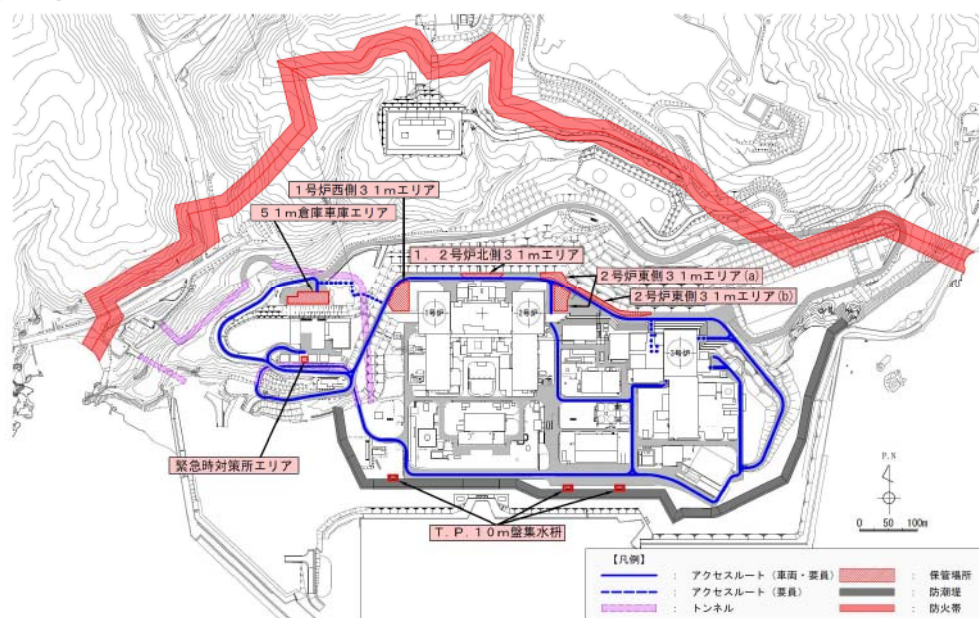 1号炉西側31mエリア
51m倉庫車庫エリア
1,2号炉北側31mエリア
2号炉東側31mエリア(a)
2号炉東側31mエリア(b)
1号炉
2号炉
3号炉
緊急時対策所エリア
T.P.10m盤集水枡
P.N
0 50 100m
【凡例】
: アクセスルート(車両・要員)
: アクセスルート(要員)
: トンネル
: 保管場所
: 防潮堤
: 防火帯